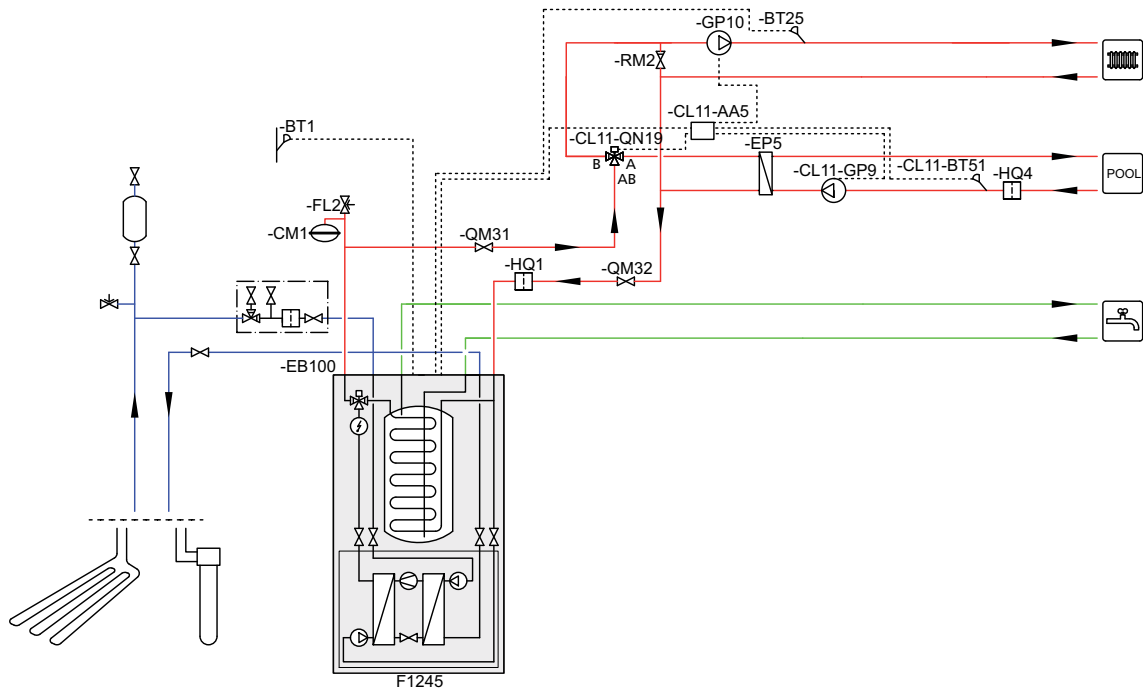 -GP10
-BT25
-RM2
-CL11-AA5
-BT1
-CL11-QN19
-EP5
B
A
AB
-CL11-GP9
-CL11-BT51
-HQ4
POOL
-FL2
-CM1
-QM31
-HQ1
-QM32
-EB100
F1245